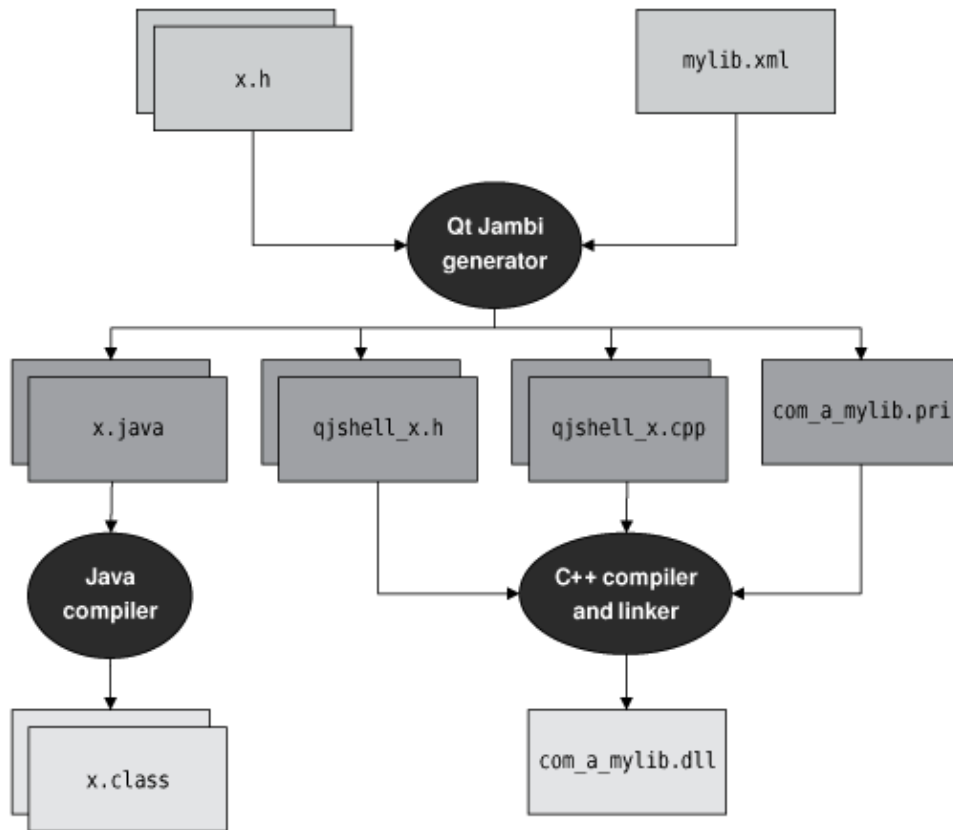 x.h
mylib.xml
Qt Jambi
generator
x.java
qjshell_x.h
qjshell_x.cpp
com_a_mylib.pri
Java
compiler
C++ compiler
and linker
x.class
com_a_mylib.dll